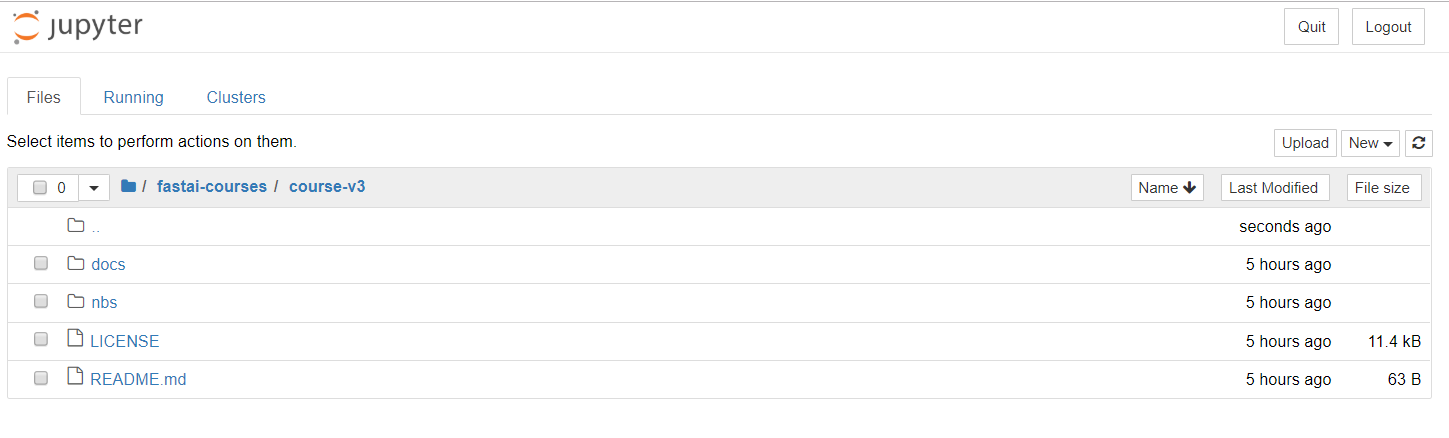 jupyter Quit Logout
Files Running Clusters
Select items to perform actions on them. Upload New
0 / fastai-courses / course-v3 Name Last Modified File size
.. seconds ago
docs 5 hours ago
nbs 5 hours ago
LICENSE 5 hours ago 11.4 kB
README.md 5 hours ago 63 B